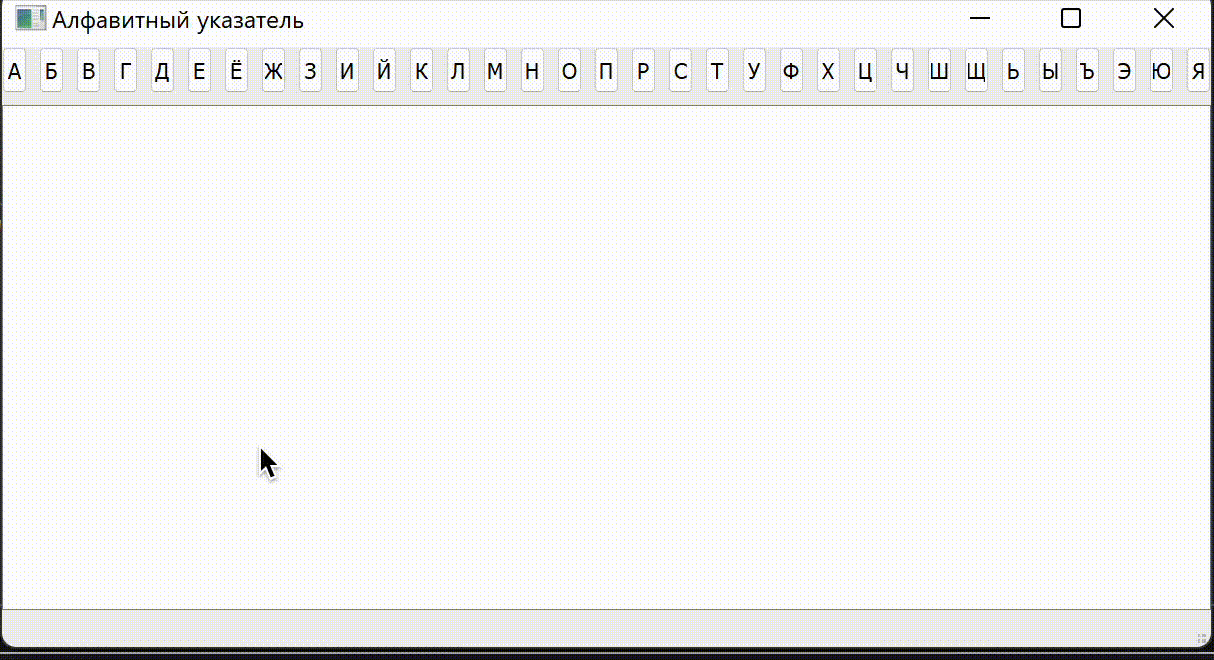 Алфавитный указатель
А Б В Г Д Е Ё Ж З И Й К Л М Н О П Р С Т У Ф Х Ц Ч Ш Щ Ь Ы Ъ Э Ю Я